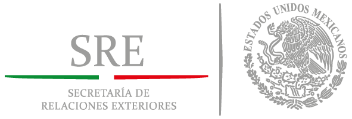 SRE
SECRETARÍA DE
RELACIONES EXTERIORES
ESTADOS UNIDOS MEXICANOS